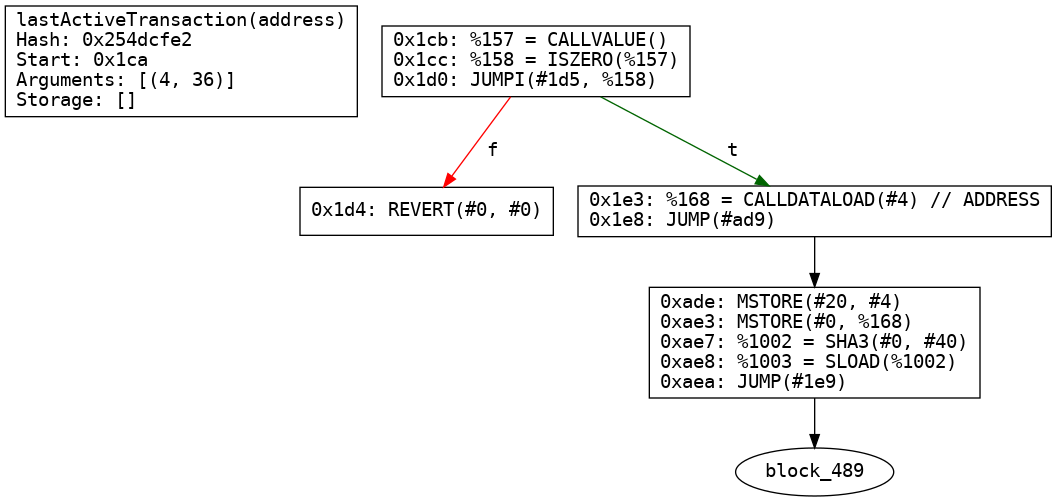 lastActiveTransaction(address)
Hash: 0x254dcfe2
Start: 0x1ca
Arguments: [(4, 36)]
Storage: []
0x1cb: %157 = CALLVALUE()
0x1cc: %158 = ISZERO(%157)
0x1d0: JUMPI(#1d5, %158)
f
t
0x1d4: REVERT(#0, #0)
0x1e3: %168 = CALLDATALOAD(#4) // ADDRESS
0x1e8: JUMP(#ad9)
0xade: MSTORE(#20, #4)
0xae3: MSTORE(#0, %168)
0xae7: %1002 = SHA3(#0, #40)
0xae8: %1003 = SLOAD(%1002)
0xaea: JUMP(#1e9)
block_489